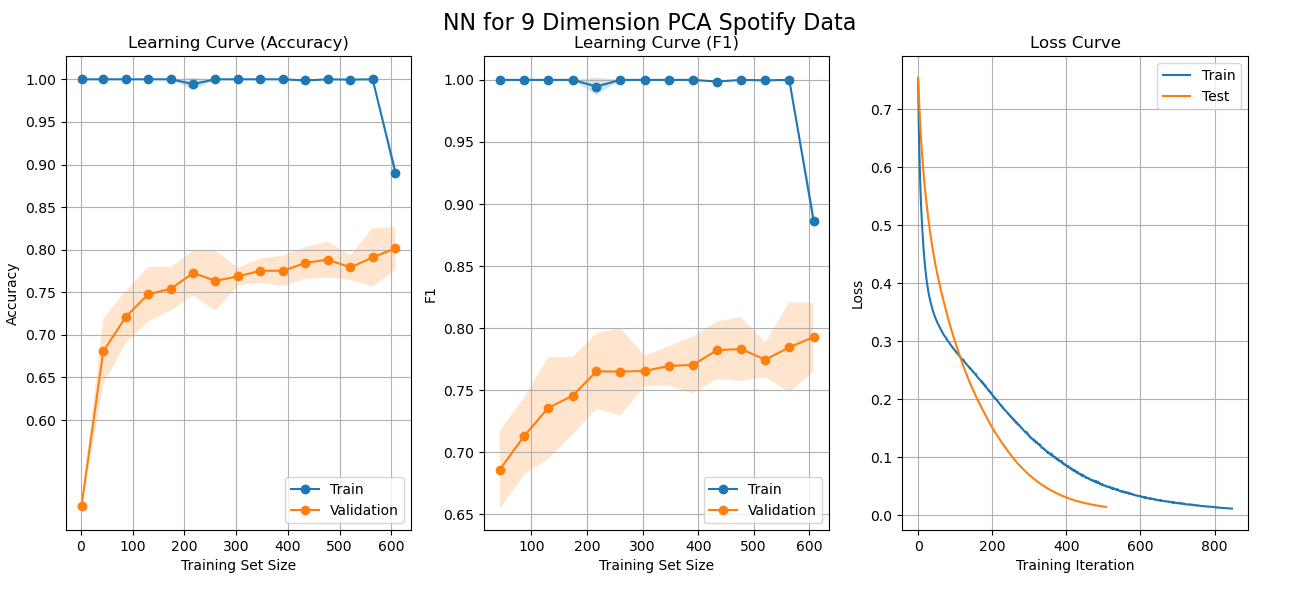 NN for 9 Dimension PCA Spotify Data
Learning Curve (Accuracy)
Accuracy
1.00
0.95
0.90
0.85
0.80
0.75
0.70
0.65
0.60
Train
Validation
0 100 200 300 400 500 600
Training Set Size
Learning Curve (F1)
F1
1.00
0.95
0.90
0.85
0.80
0.75
0.70
0.65
Train
Validation
100 200 300 400 500 600
Training Set Size
Loss Curve
Loss
Train
Test
0.7
0.6
0.5
0.4
0.3
0.2
0.1
0.0
0 200 400 600 800
Training Iteration